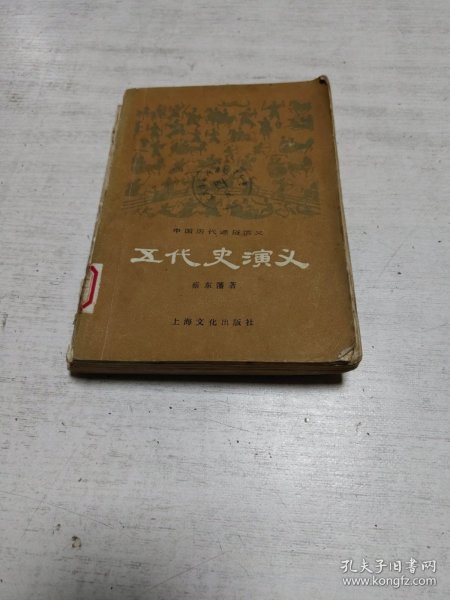 中国历代通俗演义
五代史演义
蔡东藩著
上海文化出版社
孔夫子旧书网
www.kongfz.com